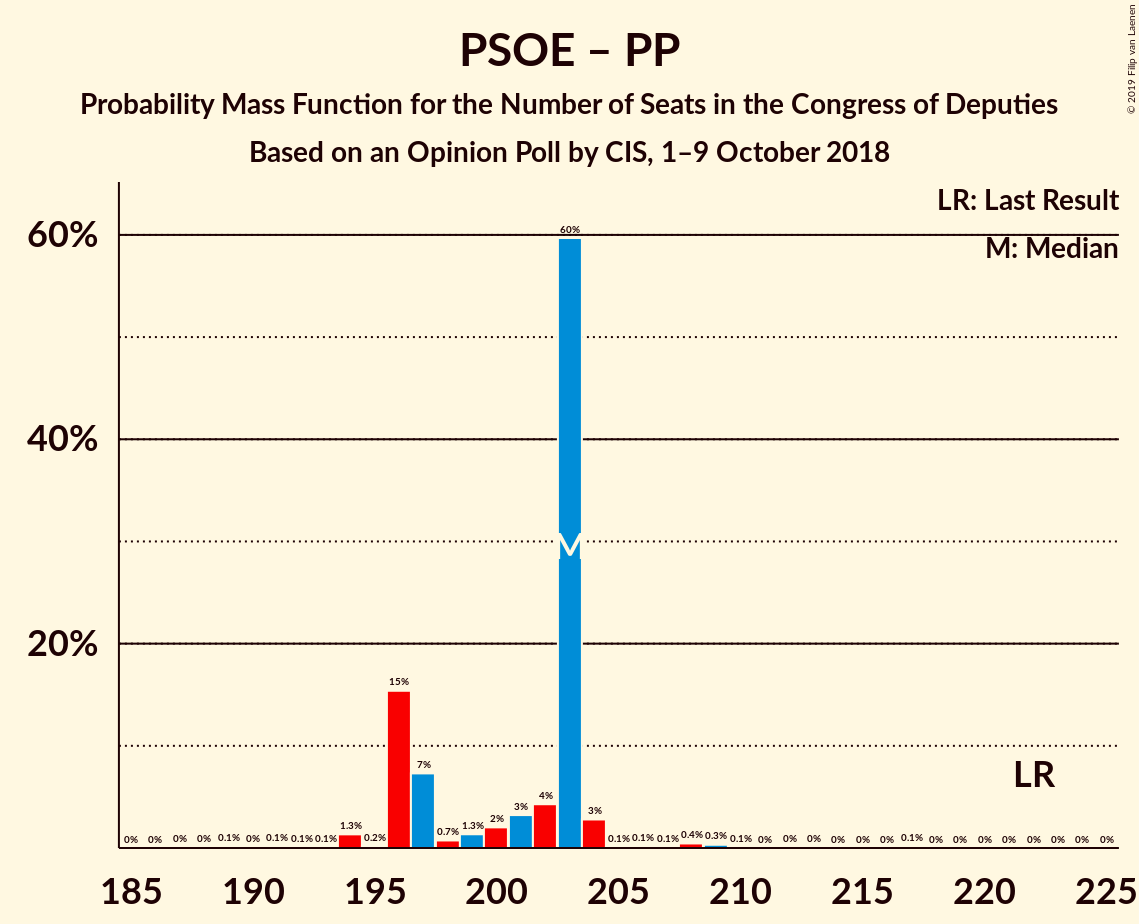 PSOE – PP
Probability Mass Function for the Number of Seats in the Congress of Deputies
Based on an Opinion Poll by CIS, 1–9 October 2018
© 2019 Filip van Laenen
LR: Last Result
M: Median
60%
40%
20%
60%
M
LR
0% 0% 0% 0% 0.1% 0% 0.1% 0.1% 0.1% 1.3% 0.2% 15% 7% 0.7% 1.3% 2% 3% 4% 3% 0.1% 0.1% 0.1% 0.4% 0.3% 0.1% 0% 0% 0% 0% 0% 0% 0.1% 0% 0% 0% 0% 0% 0% 0% 0%
185 190 195 200 205 210 215 220 225